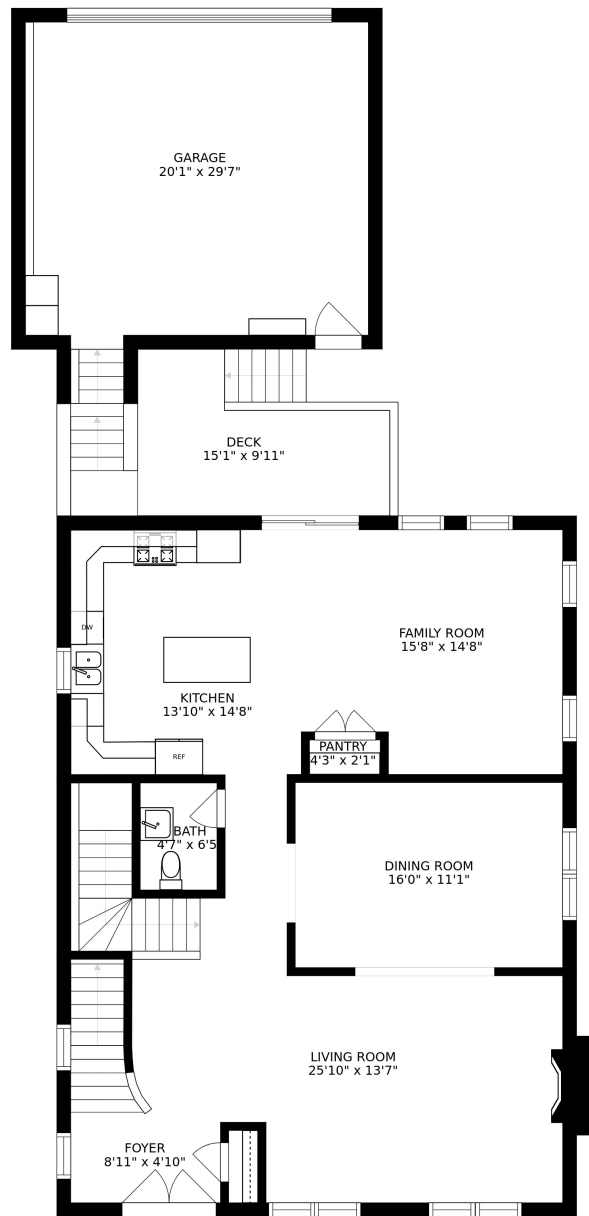 GARAGE
20'1" x 29'7"
DECK
15'1" x 9'11"
FAMILY ROOM
15'8" x 14'8"
DW
KITCHEN
13'10" x 14'8"
REF
PANTRY
4'3" x 2'1"
BATH
4'7" x 6'5
DINING ROOM
16'0" x 11'1"
LIVING ROOM
25'10" x 13'7"
FOYER
8'11" x 4'10"